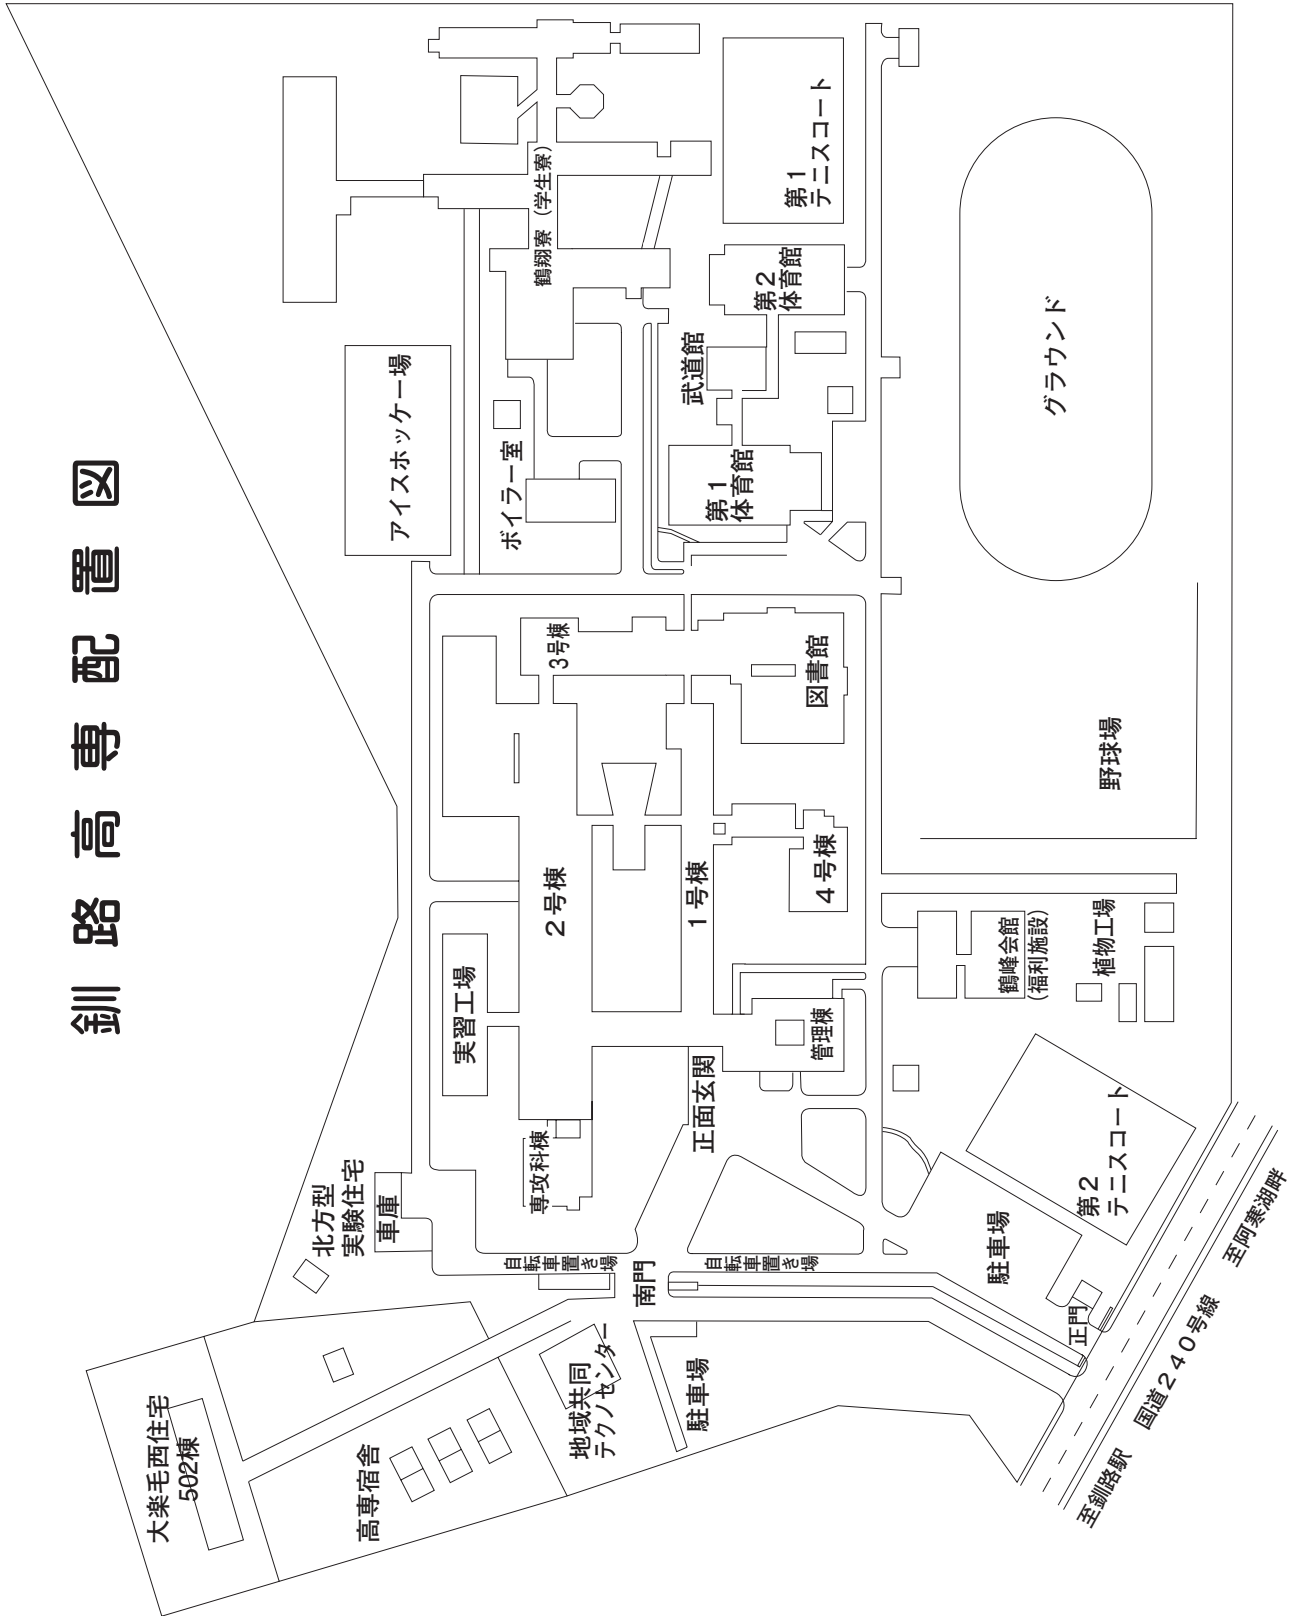 釧路高専配置図
大楽毛西住宅
502棟
高専宿舎
北方型
実験住宅
車庫
地域共同
テクノセンター
駐車場
南門
自転車置き場
自転車置き場
専攻科棟
正面玄関
実習工場
2号棟
1号棟
3号棟
4号棟
管理棟
図書館
アイスホッケー場
ボイラー室
鶴翔寮(学生寮)
武道館
第1
体育館
第2
体育館
第1
テニスコート
グラウンド
野球場
鶴峰会館
(福利施設)
植物工場
第2
テニスコート
駐車場
正門
至釧路駅 国道240号線 至阿寒湖畔